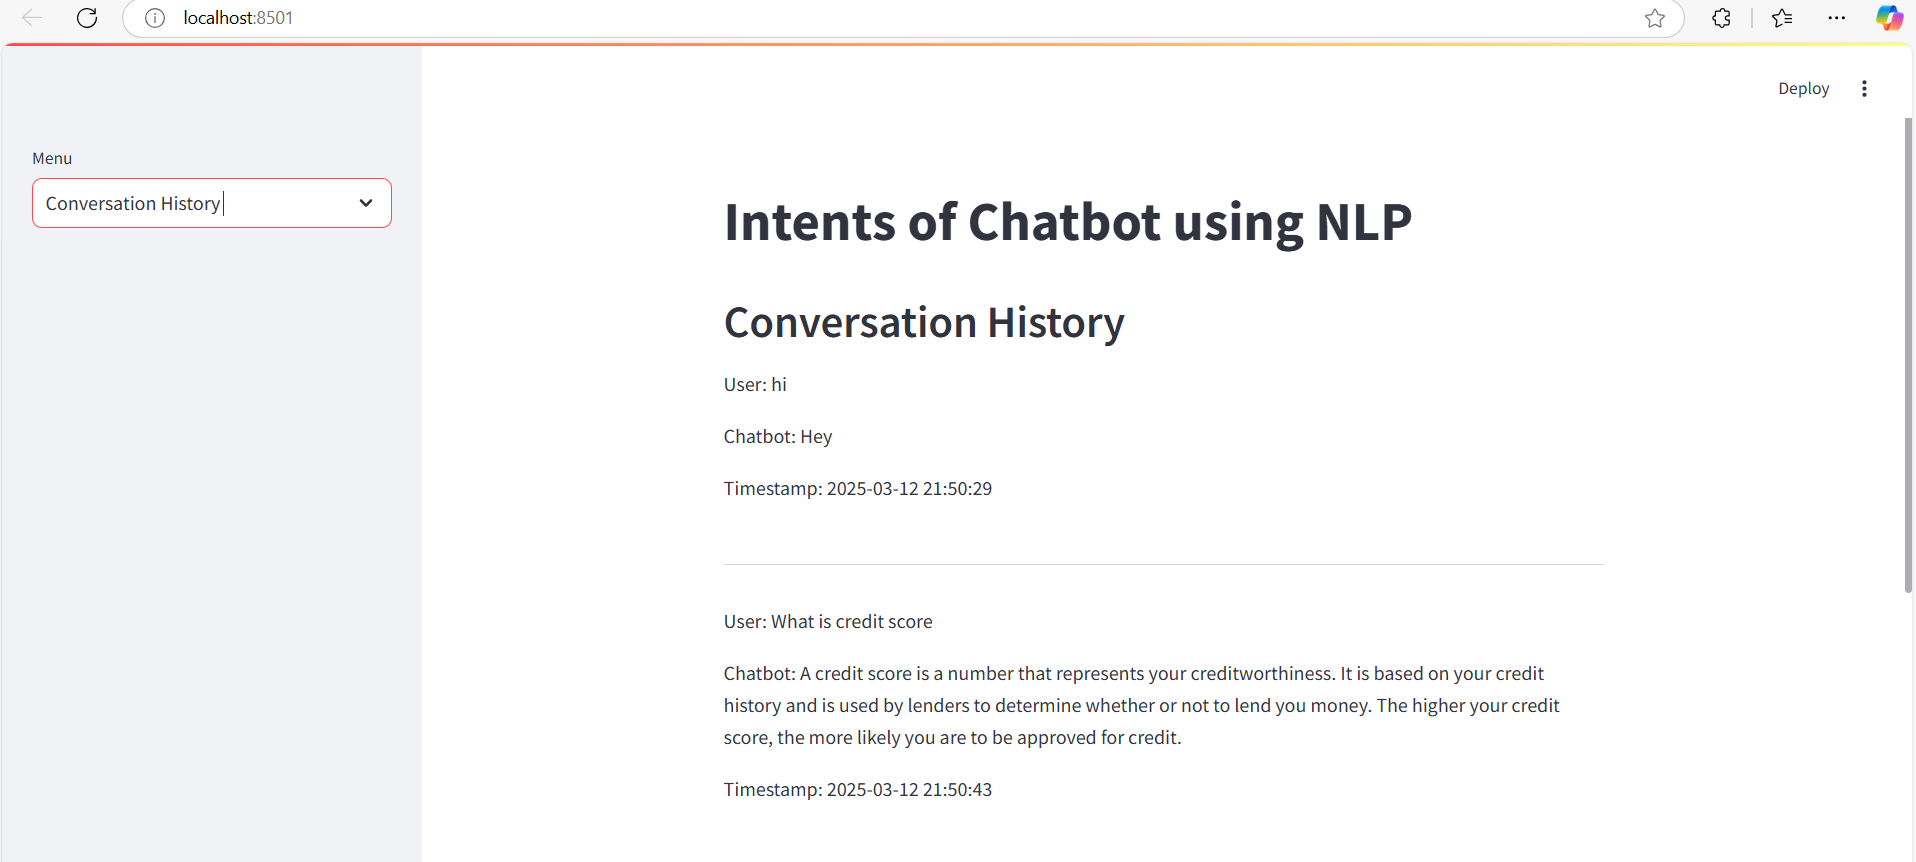 localhost:8501
Deploy
Menu
Conversation History
Intents of Chatbot using NLP
Conversation History
User: hi
Chatbot: Hey
Timestamp: 2025-03-12 21:50:29
User: What is credit score
Chatbot: A credit score is a number that represents your creditworthiness. It is based on your credit
history and is used by lenders to determine whether or not to lend you money. The higher your credit
score, the more likely you are to be approved for credit.
Timestamp: 2025-03-12 21:50:43